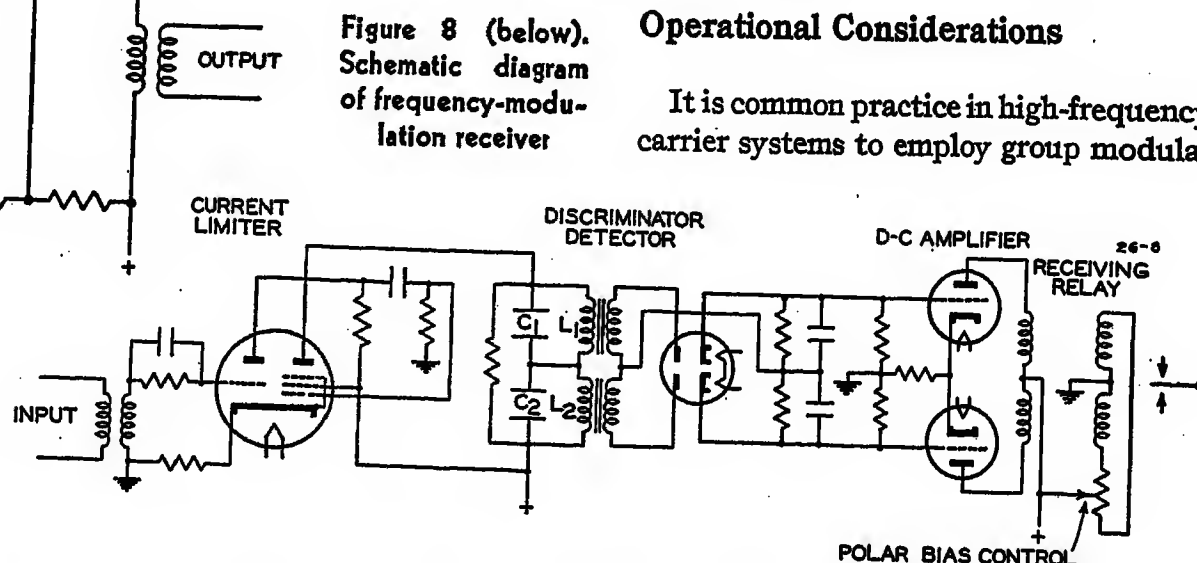 OUTPUT
Figure 8 (below).
Schematic diagram
of frequency-modu-
lation receiver
Operational Considerations
It is common practice in high-frequency
carrier systems to employ group modula
CURRENT
LIMITER
DISCRIMINATOR
DETECTOR
D-C AMPLIFIER
26-8
RECEIVING
RELAY
C1
L1
C2
L2
INPUT
+
+
+
POLAR BIAS CONTROL